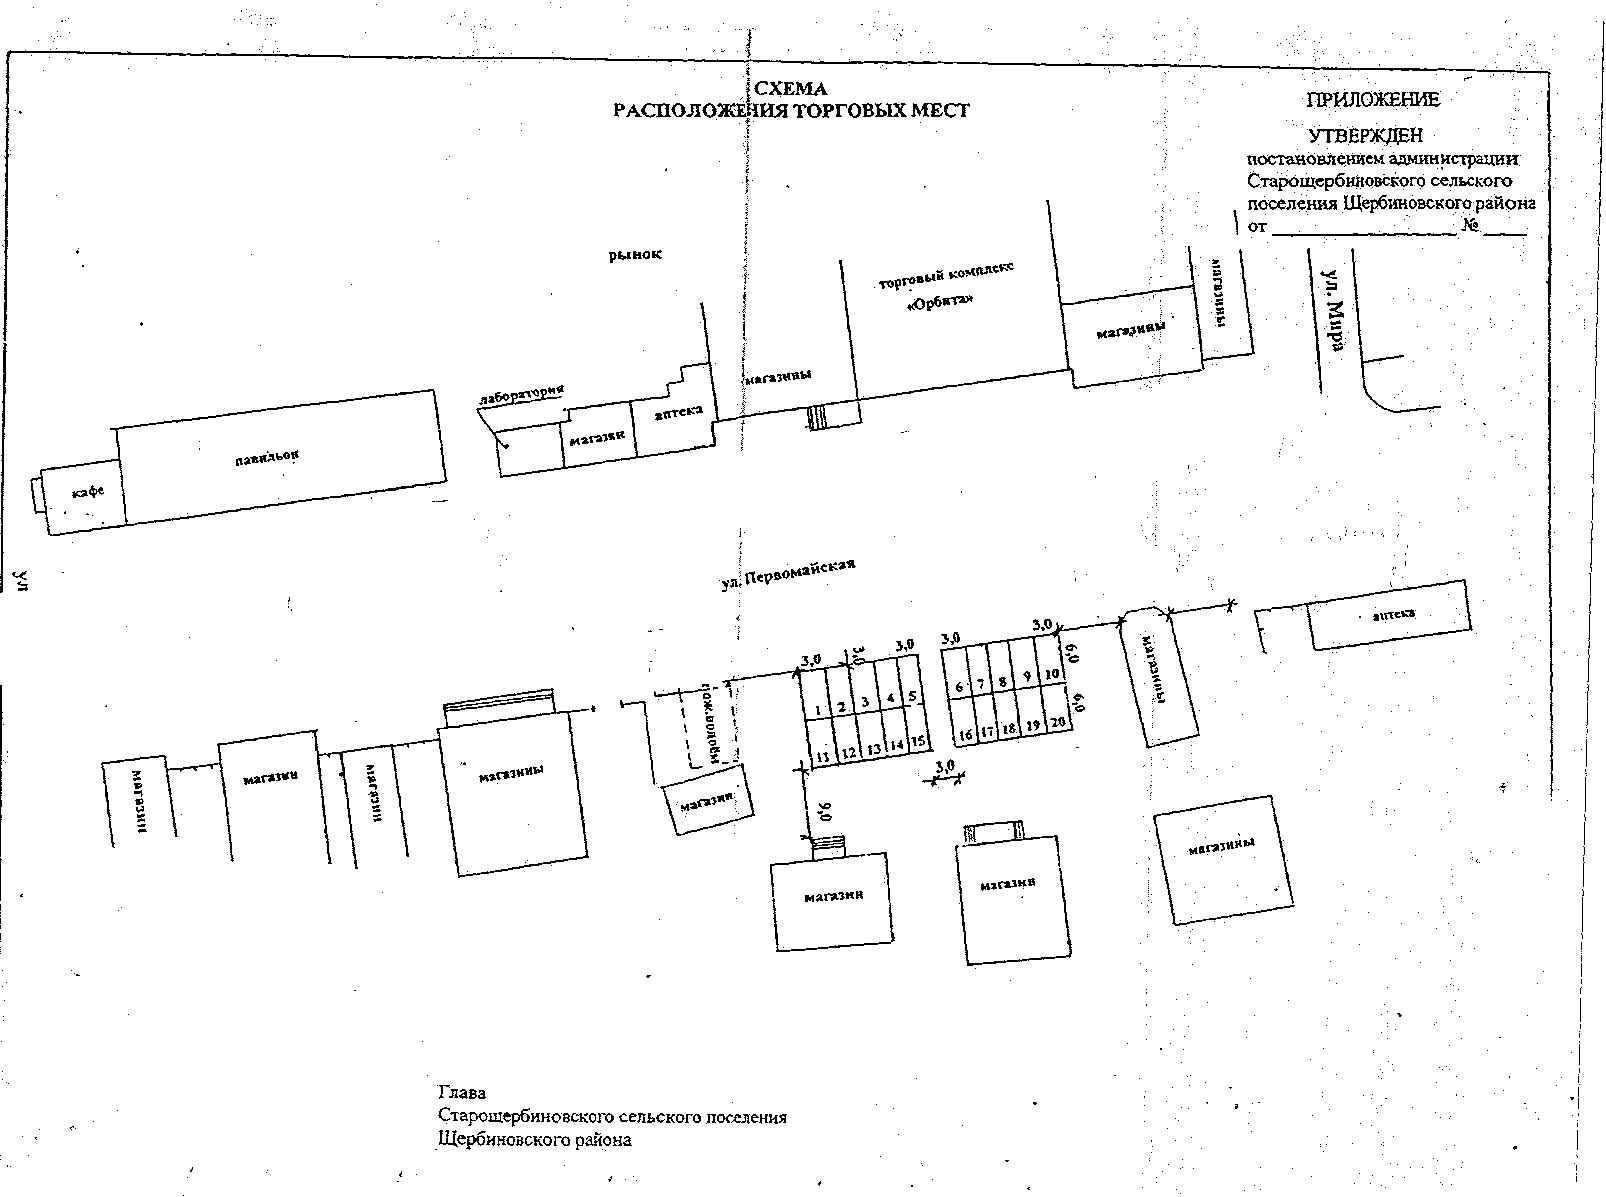 СХЕМА
РАСПОЛОЖЕНИЯ ТОРГОВЫХ МЕСТ
ПРИЛОЖЕНИЕ
УТВЕРЖДЕН
постановлением администрации
Старощербиновского сельского
поселения Щербиновского района
от ____________________ № _____
рынок
торговый комплекс
«Орбита»
магазины
магазины
ул. Мира
магазины
лаборатория
аптека
магазин
павильон
кафе
ул
ул. Первомайская
аптека
3,0
3,0
3,0
3,0
3,0
6,0
6,0
1 2 3 4 5
6 7 8 9 10
11 12 13 14 15
16 17 18 19 20
3,0
9,0
магазины
магазин
магазин
магазин
магазины
магазин
магазин
магазин
магазины
Глава
Старощербиновского сельского поселения
Щербиновского района